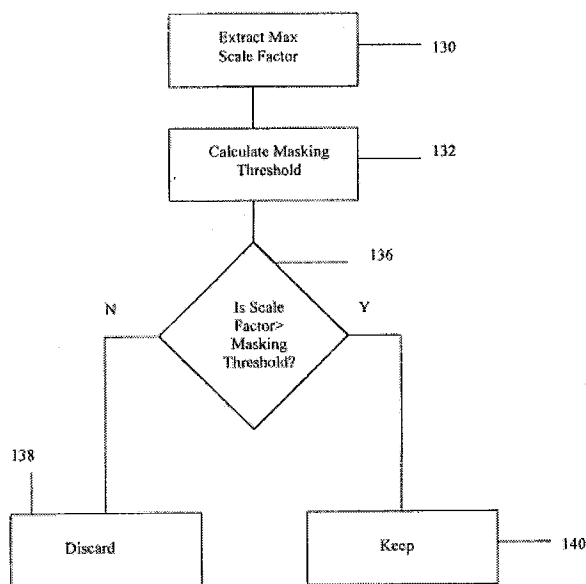 Extract Max
Scale Factor
130
Calculate Masking
Threshold
132
136
N
Is Scale
Factor>
Masking
Threshold?
Y
138
Discard
Keep
140